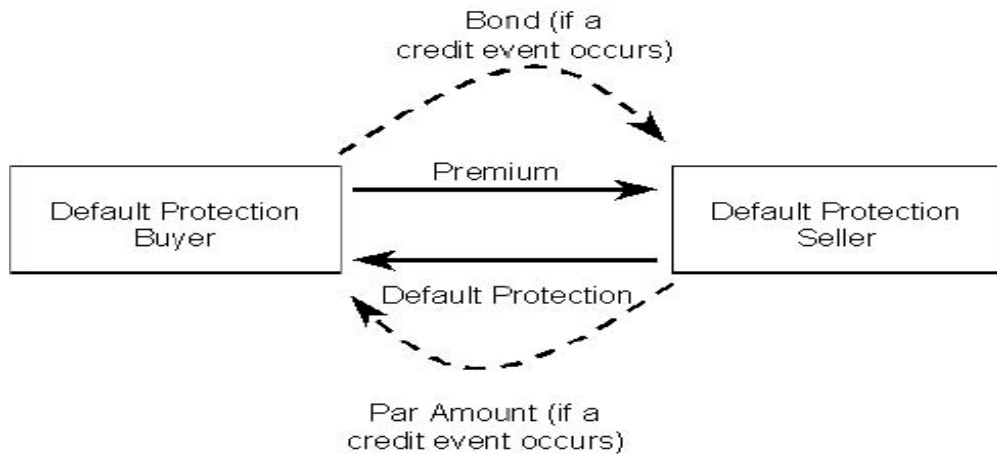 Bond (if a
credit event occurs)
Premium
Default Protection
Buyer
Default Protection
Seller
Default Protection
Par Amount (if a
credit event occurs)